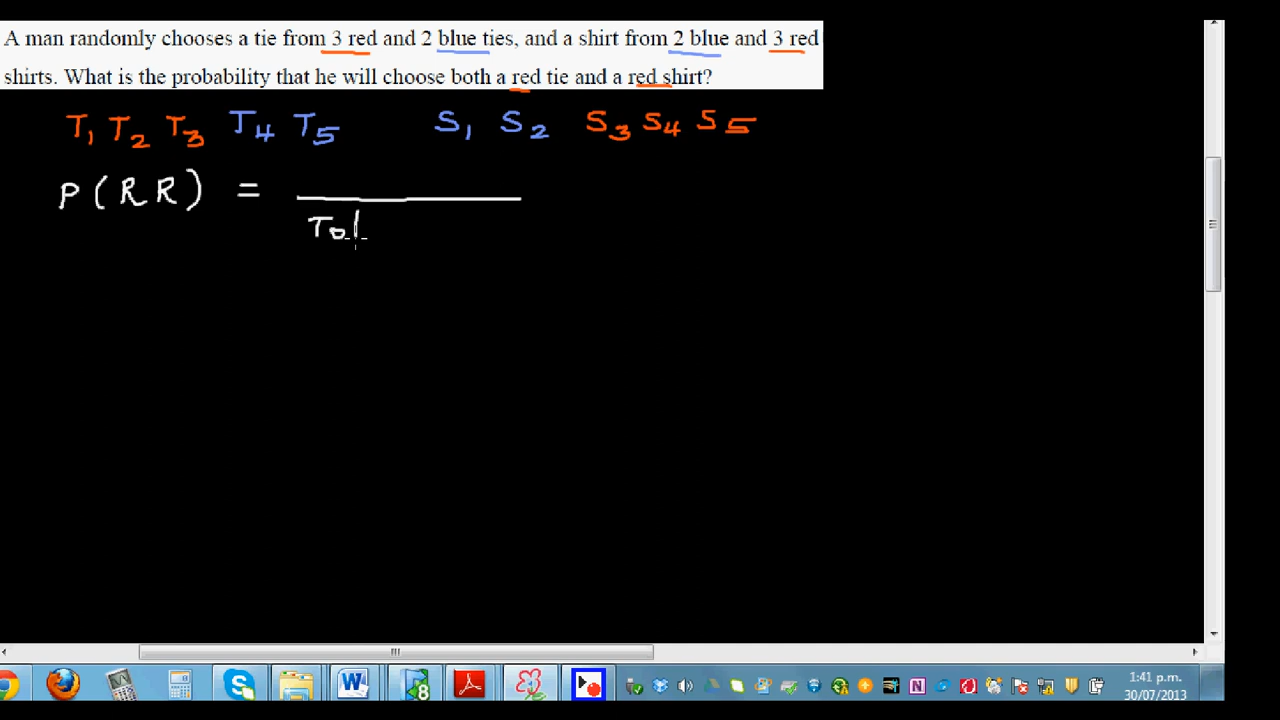 A man randomly chooses a tie from 3 red and 2 blue ties, and a shirt from 2 blue and 3 red
shirts. What is the probability that he will choose both a red tie and a red shirt?
T1 T2 T3 T4 T5 S1 S2 S3 S4 S5
P(RR) =
Tot
1:41 p.m.
30/07/2013